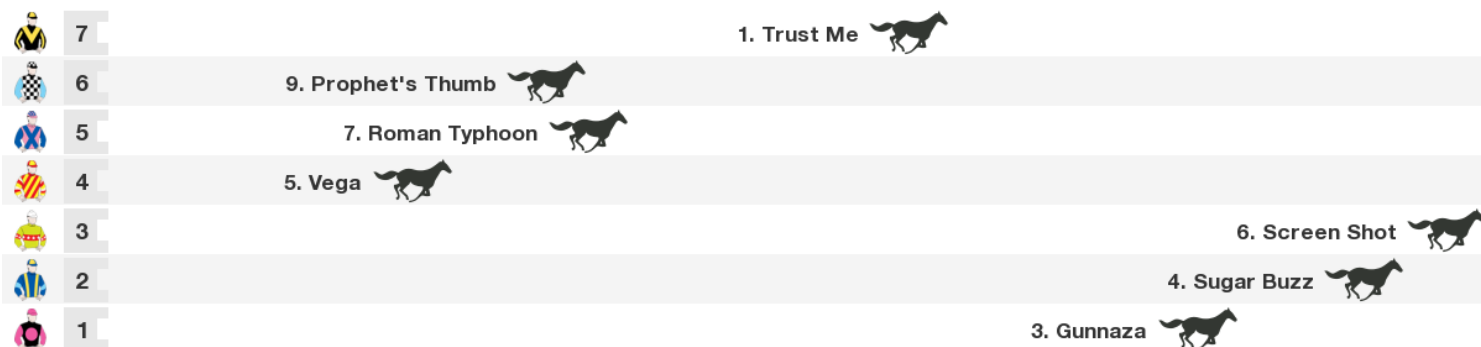 7 1. Trust Me
6 9. Prophet's Thumb
5 7. Roman Typhoon
4 5. Vega
3 6. Screen Shot
2 4. Sugar Buzz
1 3. Gunnaza